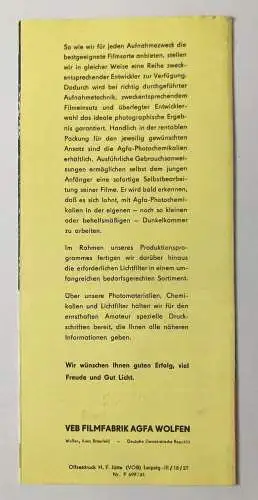 So wie wir für jeden Aufnahmezweck die
bestgeeignete Filmsorte anbieten, stellen
wir in gleicher Weise eine Reihe zweck-
entsprechender Entwickler zur Verfügung.
Dadurch wird bei richtig durchgeführter
Aufnahmetechnik, zweckentsprechendem
Filmeinsatz und überlegter Entwickler-
wahl das ideale photographische Ergeb-
nis garantiert. Handlich in der rentablen
Packung für den jeweilig gewünschten
Ansatz sind die Agfa-Photochemikalien
erhältlich. Ausführliche Gebrauchsanwei-
sungen ermöglichen selbst dem jungen
Anfänger eine sofortige Selbstbearbei-
tung seiner Filme. Er wird bald erkennen,
daß es sich lohnt, mit Agfa-Photochemi-
kalien in der eigenen – noch so kleinen
oder behelfsmäßigen – Dunkelkammer
zu arbeiten.
Im Rahmen unseres Produktionspro-
grammes fertigen wir darüber hinaus
die erforderlichen Lichtfilter in einem um-
fangreichen bedarfsgerechten Sortiment.
Über unsere Photomaterialien, Chemi-
kalien und Lichtfilter halten wir für den
ernsthaften Amateur spezielle Druck-
schriften bereit, die Ihnen alle näheren
Informationen geben.
Wir wünschen Ihnen guten Erfolg, viel
Freude und Gut Licht.
VEB FILMFABRIK AGFA WOLFEN
Wolfen, Kreis Bitterfeld – Deutsche Demokratische Republik
Offsetdruck H. F. Jütte (VOB) Leipzig-III/18/27